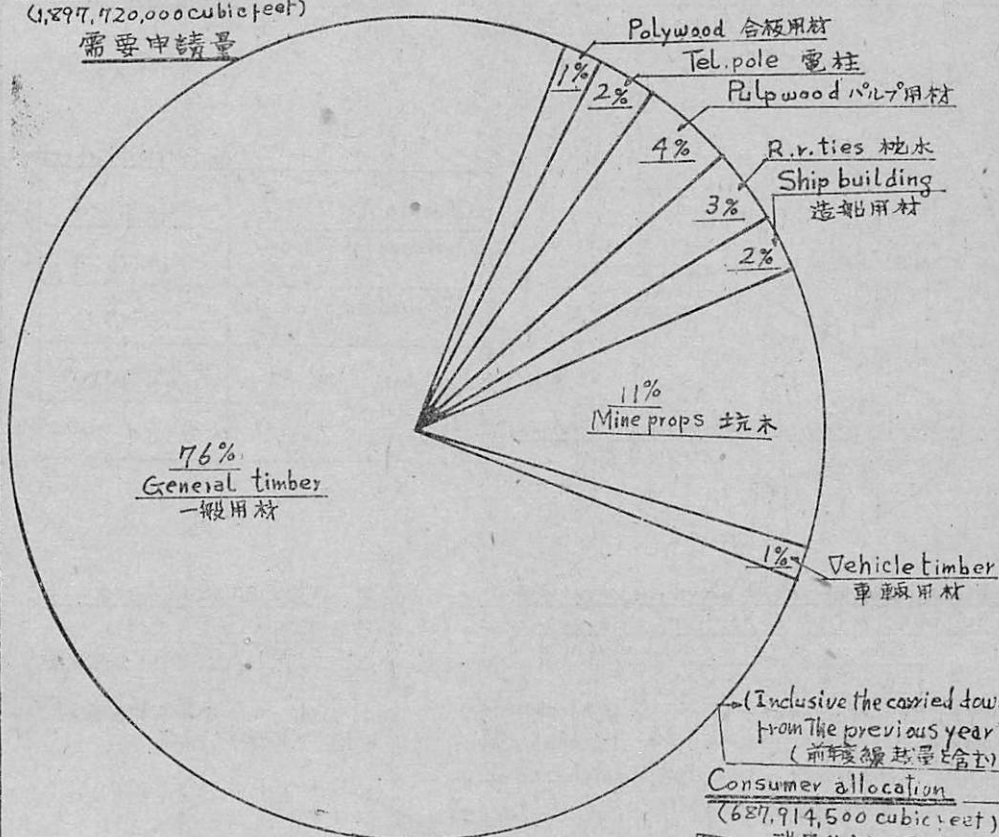 (1,897,720,000 cubic feet)
需要申請量
Polywood 合板用材
Tel. pole 電柱
Pulpwood パルプ用材
R.r. ties 枕木
Ship building
造船用材
1%
2%
4%
3%
2%
11%
Mine props 坑木
76%
General timber
一般用材
1%
Vehicle timber
車輛用材
(Inclusive the carried dow
from The previous year
(前年度繰越量を含む)
Consumer allocation
(687,914,500 cubic feet)